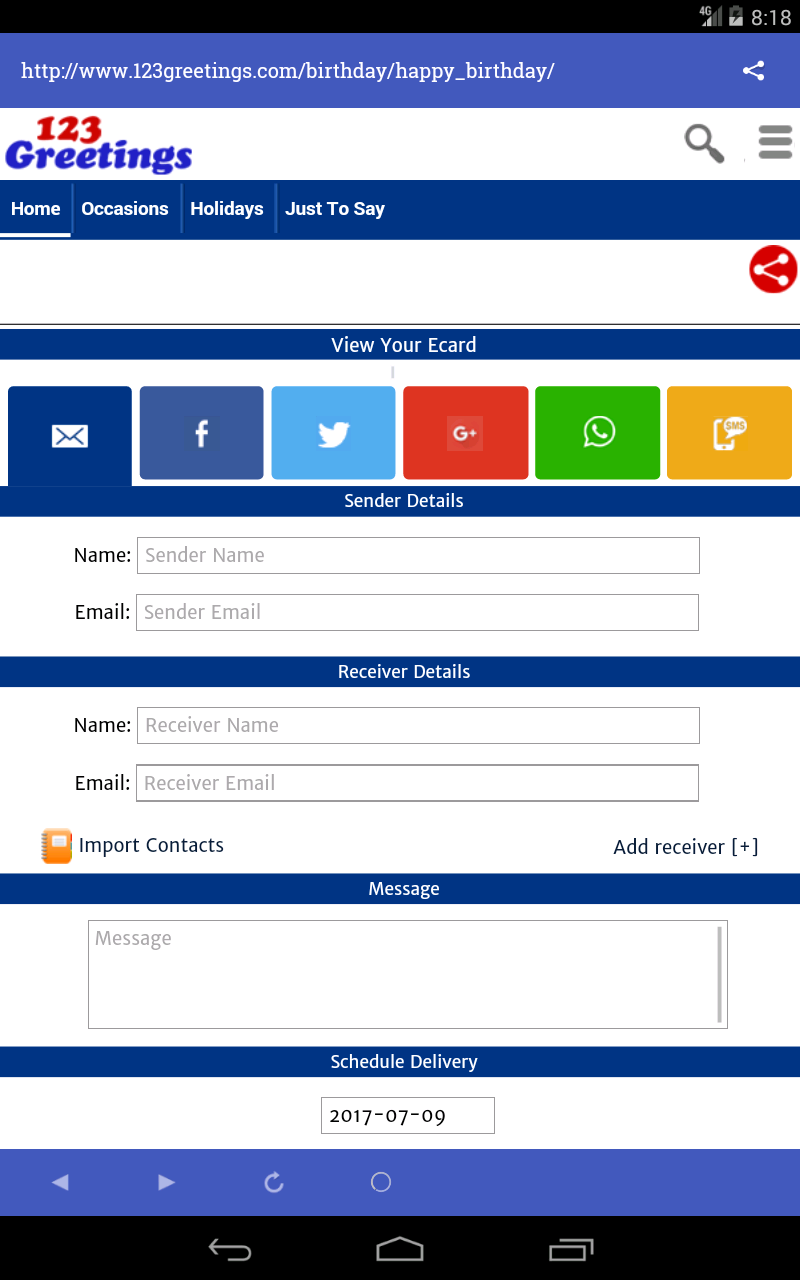 4G 8:18
http://www.123greetings.com/birthday/happy_birthday/
123
Greetings
Home Occasions Holidays Just To Say
View Your Ecard
f G+ SMS
Sender Details
Name: Sender Name
Email: Sender Email
Receiver Details
Name: Receiver Name
Email: Receiver Email
Import Contacts Add receiver [+]
Message
Message
Schedule Delivery
2017-07-09